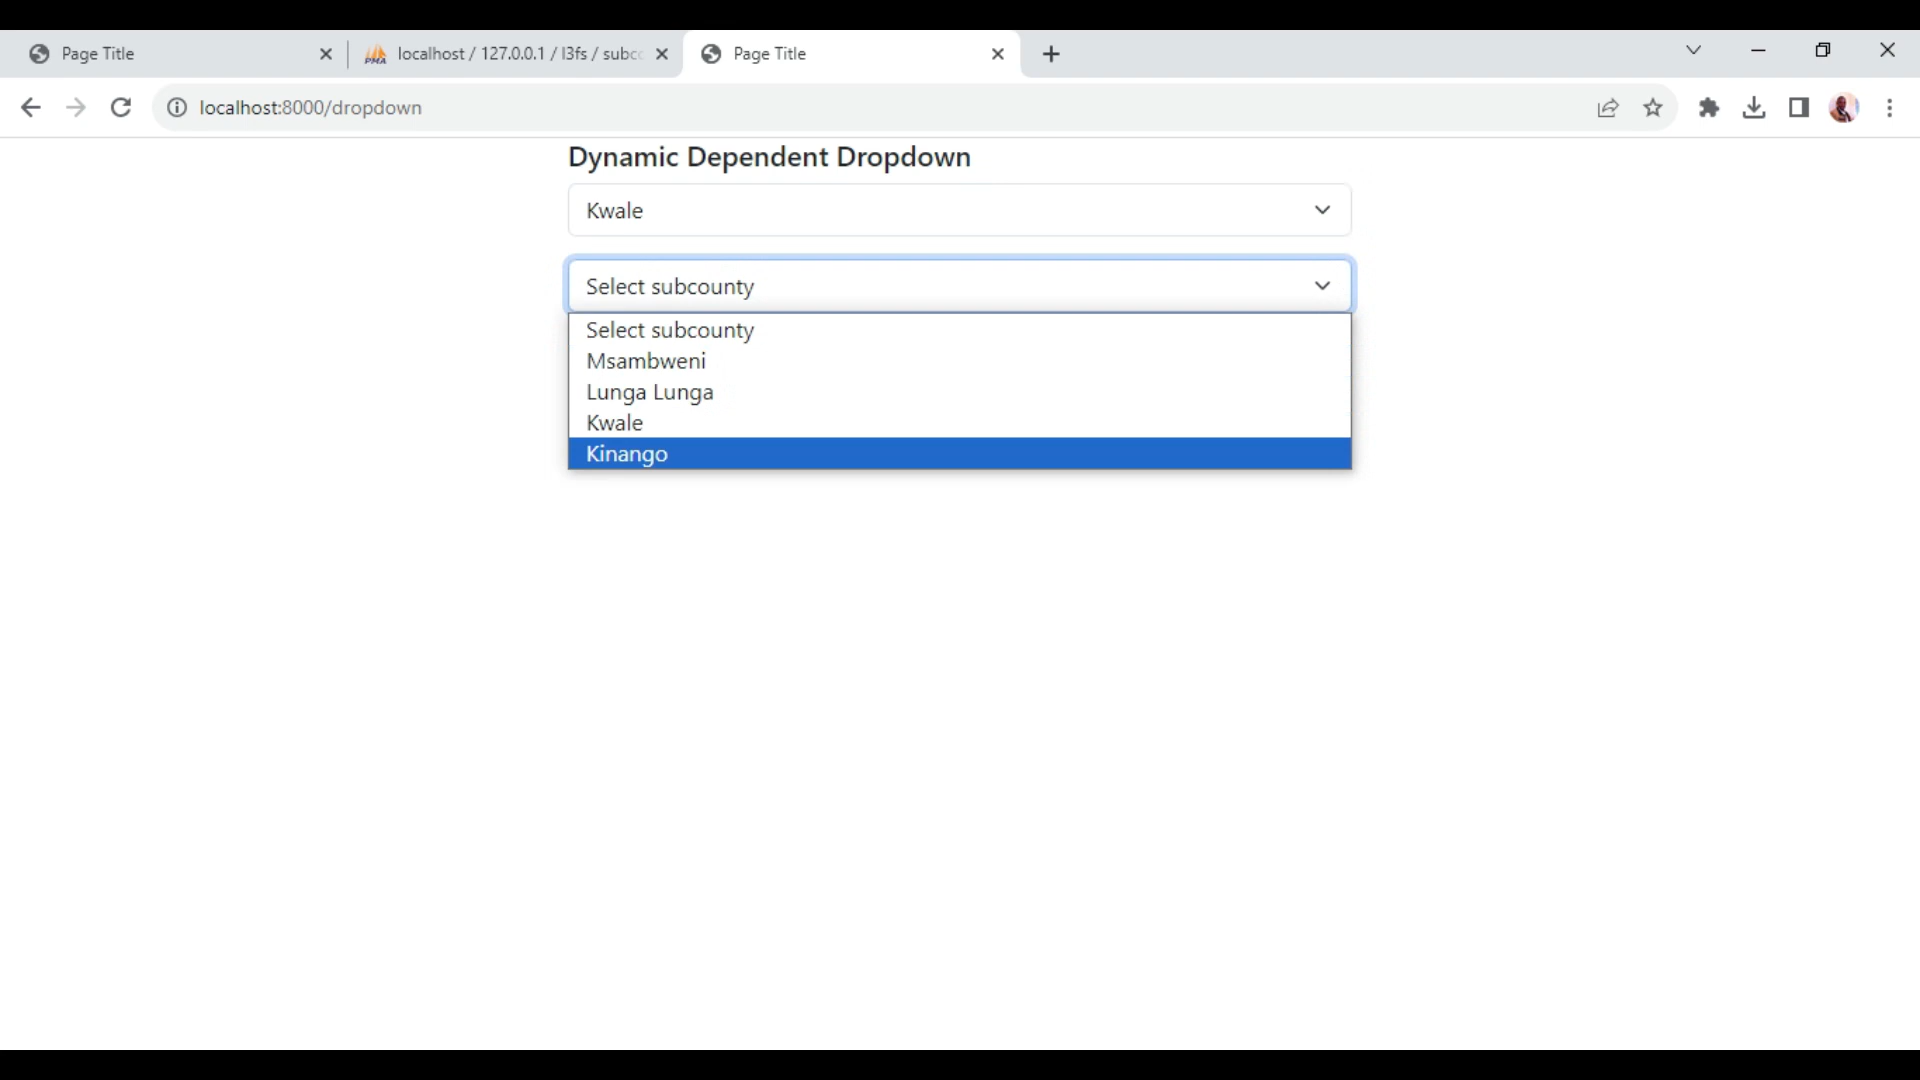 Page Title
localhost / 127.0.0.1 / l3fs / subco
Page Title
localhost:8000/dropdown
Dynamic Dependent Dropdown
Kwale
Select subcounty
Select subcounty
Msambweni
Lunga Lunga
Kwale
Kinango